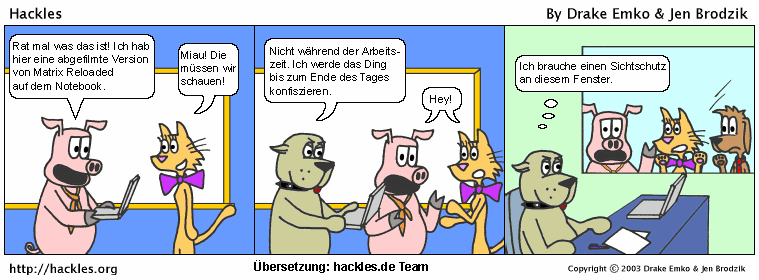 Hackles
By Drake Emko & Jen Brodzik
Rat mal was das ist! Ich hab
hier eine abgefilmte Version
von Matrix Reloaded
auf dem Notebook.
Miau! Die
müssen wir
schauen!
Nicht während der Arbeits-
zeit. Ich werde das Ding
bis zum Ende des Tages
konfiszieren.
Hey!
Ich brauche einen Sichtschutz
an diesem Fenster.
http://hackles.org
Übersetzung: hackles.de Team
Copyright © 2003 Drake Emko & Jen Brodzik